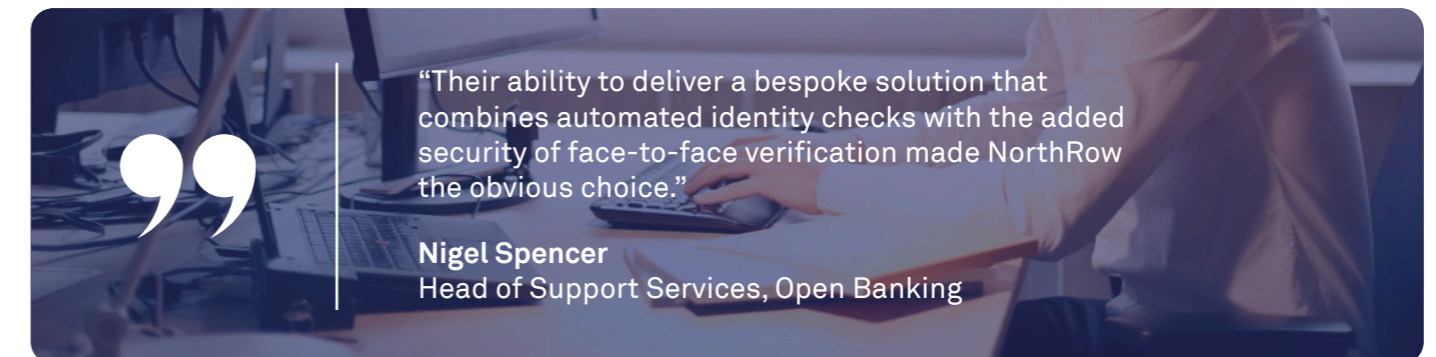 “Their ability to deliver a bespoke solution that
combines automated identity checks with the added
security of face-to-face verification made NorthRow
the obvious choice.”
Nigel Spencer
Head of Support Services, Open Banking